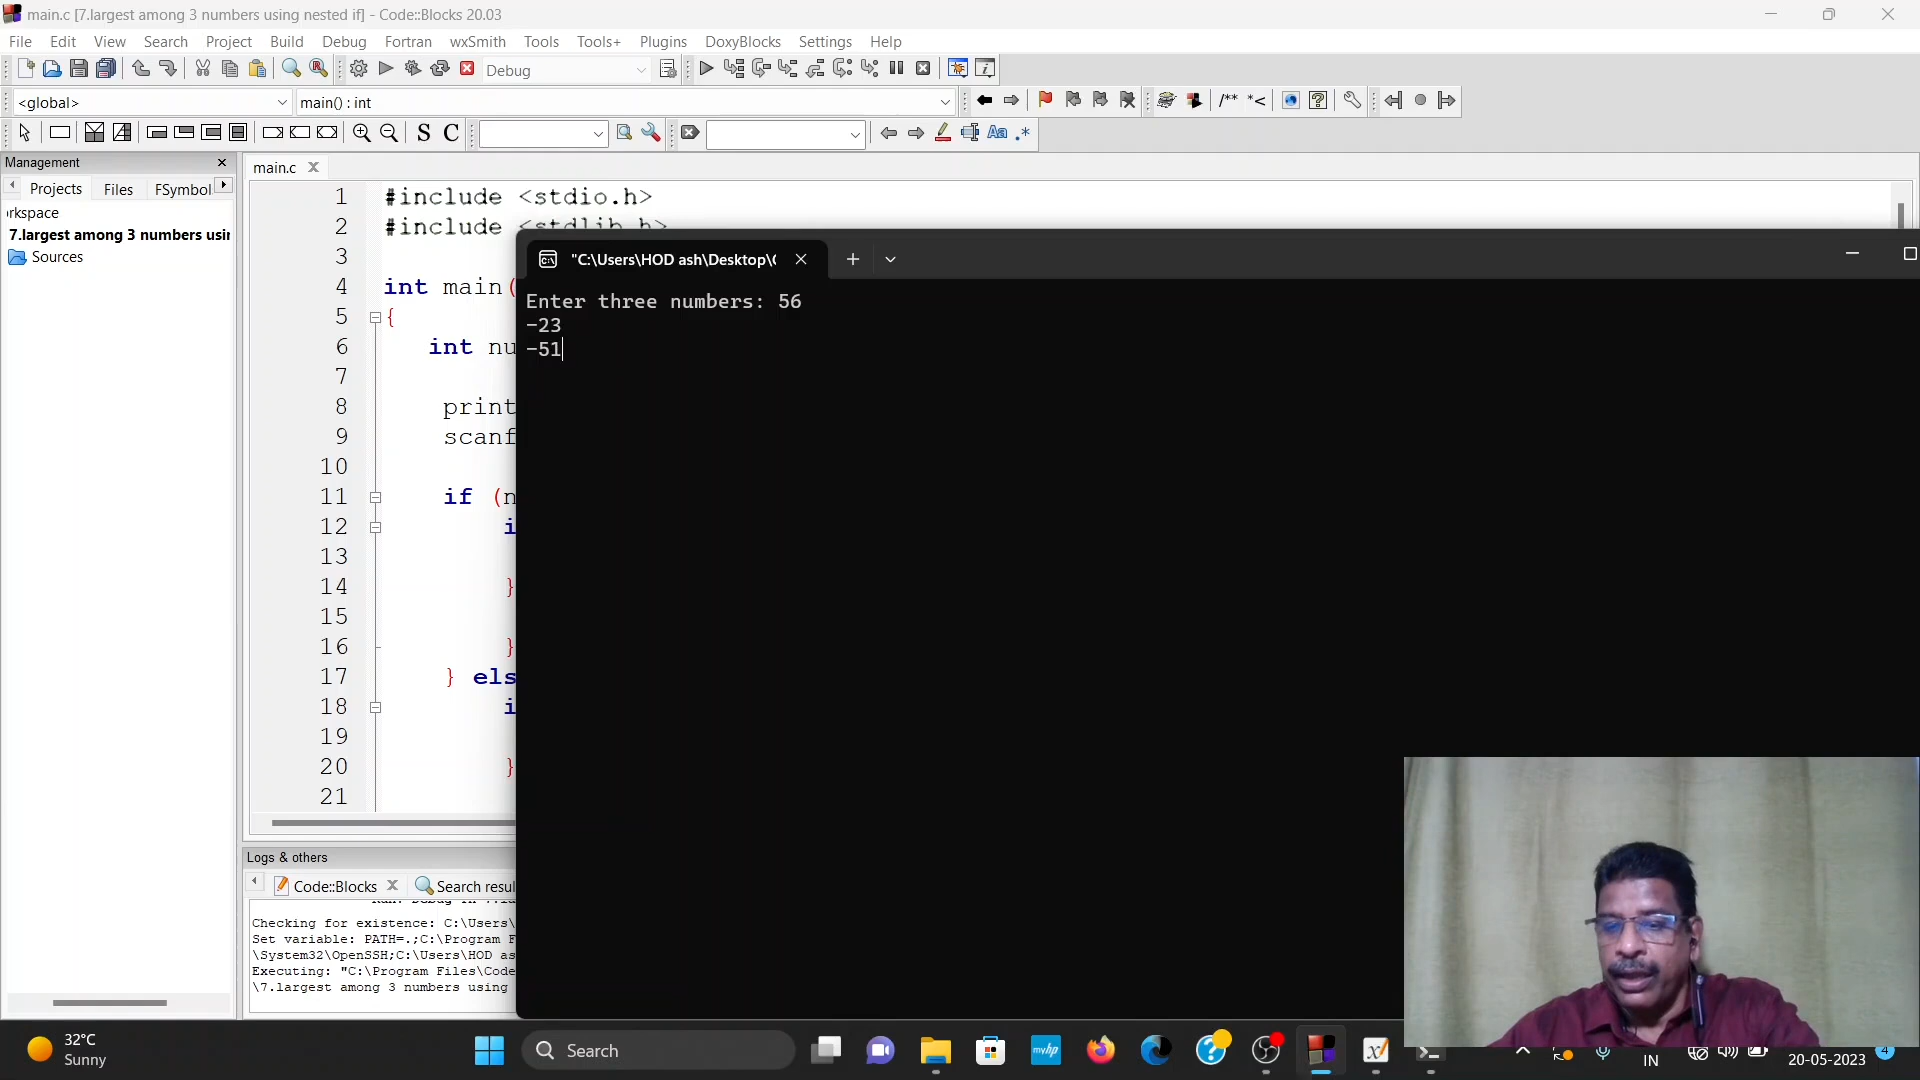 main.c [7.largest among 3 numbers using nested if] - Code::Blocks 20.03
File Edit View Search Project Build Debug Fortran wxSmith Tools Tools+ Plugins DoxyBlocks Settings Help
Debug
<global> main() : int /** *<
S C Aa .*
Management
Projects Files FSymbol
rkspace
7.largest among 3 numbers usin
Sources
main.c
1 #include <stdio.h>
2 #include <stdlib.h>
3
4 int main(
5 {
6 int nu
7
8 print
9 scanf
10
11 if (n
12 i
13
14 }
15
16 }
17 } els
18 i
19
20 }
21
"C:\Users\HOD ash\Desktop\C
Enter three numbers: 56
-23
-51
Logs & others
Code::Blocks Search resul
Checking for existence: C:\Users\
Set variable: PATH=.;C:\Program F
\System32\OpenSSH;C:\Users\HOD as
Executing: "C:\Program Files\Code
\7.largest among 3 numbers using
32°C
Sunny
Search
myhp
IN
20-05-2023
4